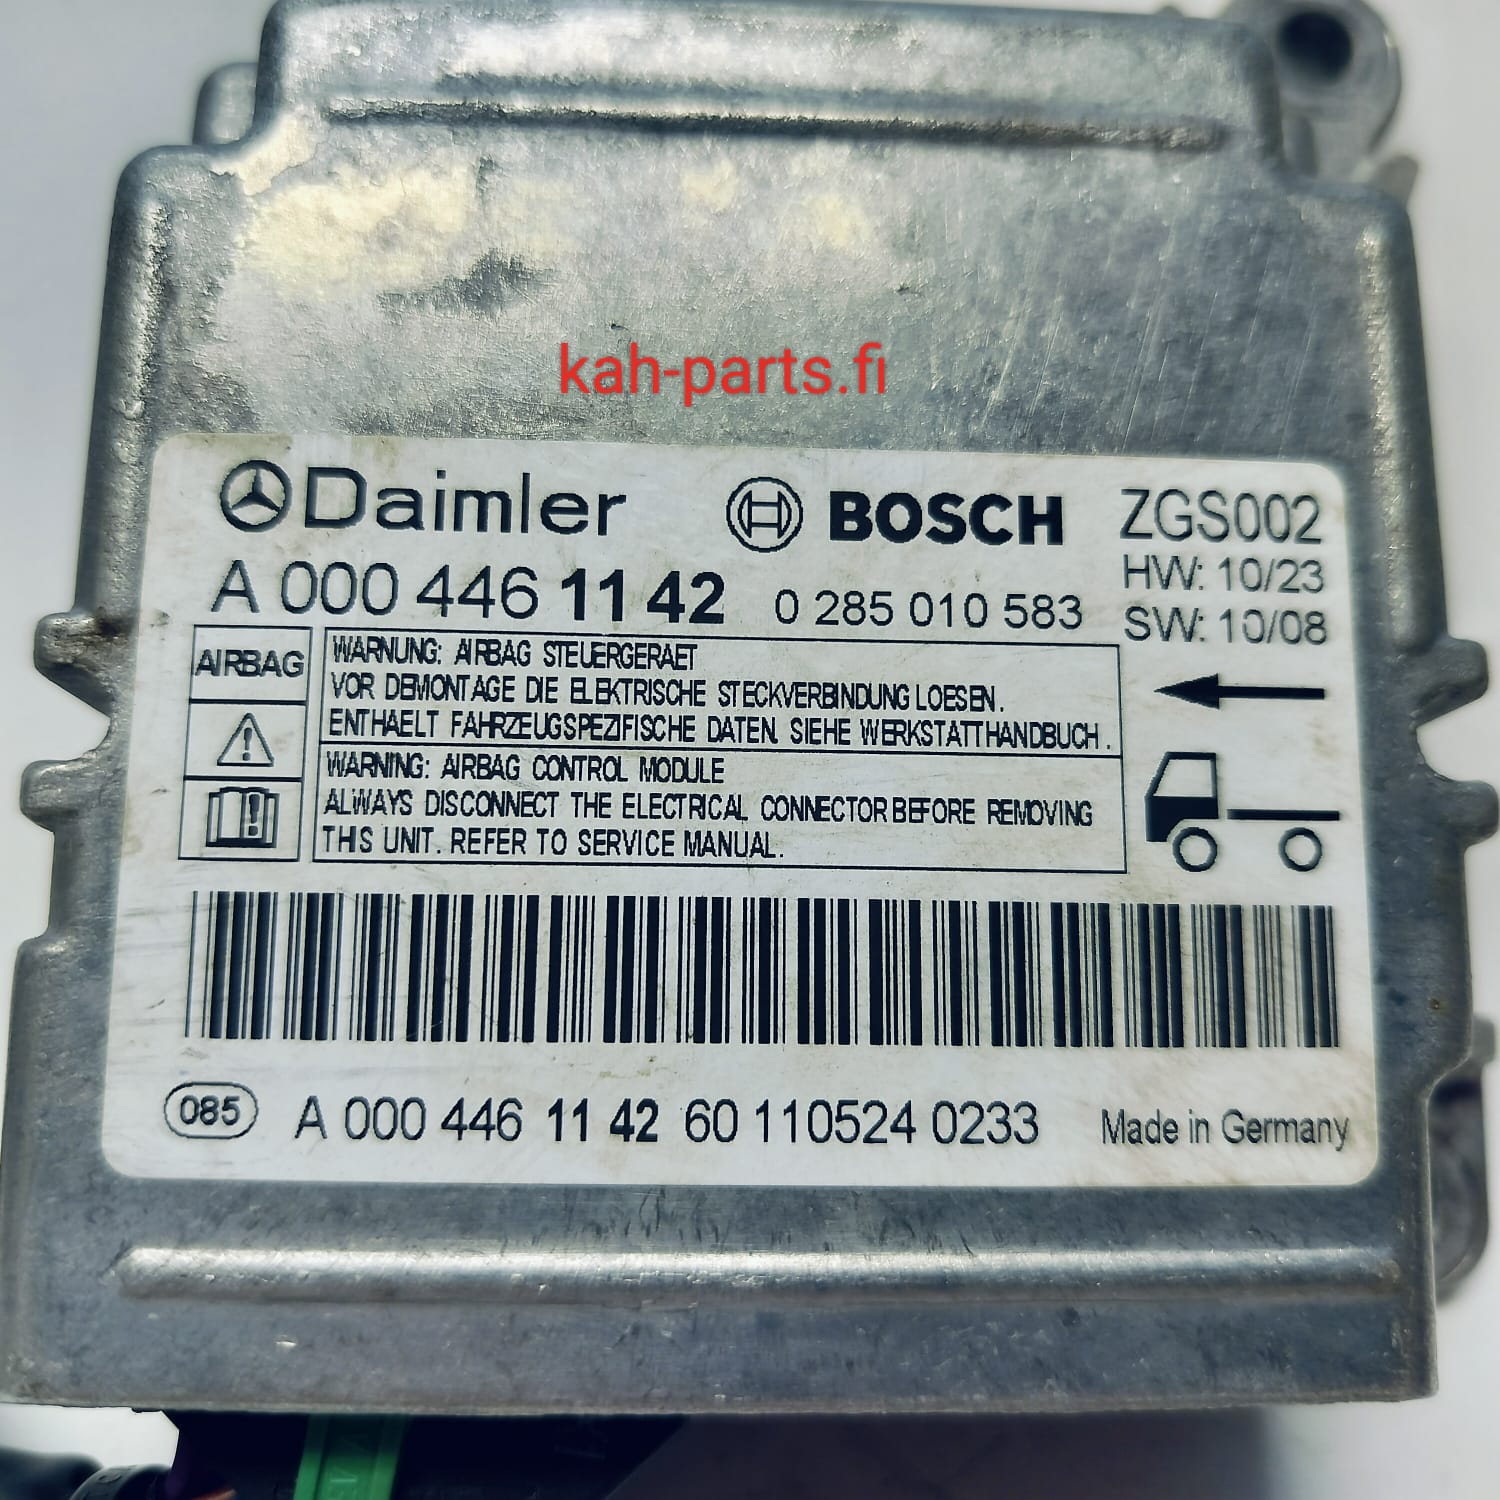 kah-parts.fi
Daimler BOSCH ZGS002
A 000 446 11 42 0 285 010 583 HW: 10/23
SW: 10/08
AIRBAG
WARNUNG: AIRBAG STEUERGERAET
VOR DEMONTAGE DIE ELEKTRISCHE STECKVERBINDUNG LOESEN.
ENTHAELT FAHRZEUGSPEZIFISCHE DATEN. SIEHE WERKSTATTHANDBUCH.
WARNING: AIRBAG CONTROL MODULE
ALWAYS DISCONNECT THE ELECTRICAL CONNECTOR BEFORE REMOVING
THIS UNIT. REFER TO SERVICE MANUAL.
085 A 000 446 11 42 60 110524 0233 Made in Germany